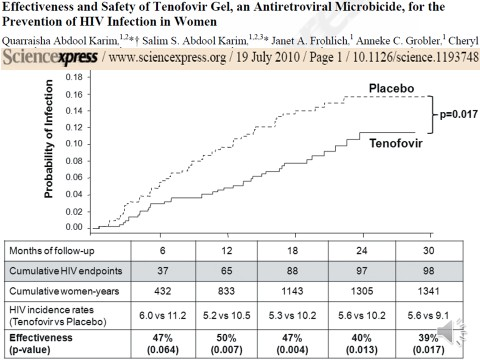 Effectiveness and Safety of Tenofovir Gel, an Antiretroviral Microbicide, for the
Prevention of HIV Infection in Women
Quarraisha Abdool Karim,1,2*† Salim S. Abdool Karim,1,2,3* Janet A. Frohlich,1 Anneke C. Grobler,1 Cheryl
Sciencexpress / www.sciencexpress.org / 19 July 2010 / Page 1 / 10.1126/science.1193748
0.18
0.16
0.14
0.12
0.10
0.08
0.06
0.04
0.02
0.00
Probability of Infection
Placebo
p=0.017
Tenofovir
Months of follow-up 6 12 18 24 30
Cumulative HIV endpoints 37 65 88 97 98
Cumulative women-years 432 833 1143 1305 1341
HIV incidence rates 6.0 vs 11.2 5.2 vs 10.5 5.3 vs 10.2 5.6 vs 10.2 5.6 vs 9.1
(Tenofovir vs Placebo)
Effectiveness 47% 50% 47% 40% 39%
(p-value) (0.064) (0.007) (0.004) (0.013) (0.017)